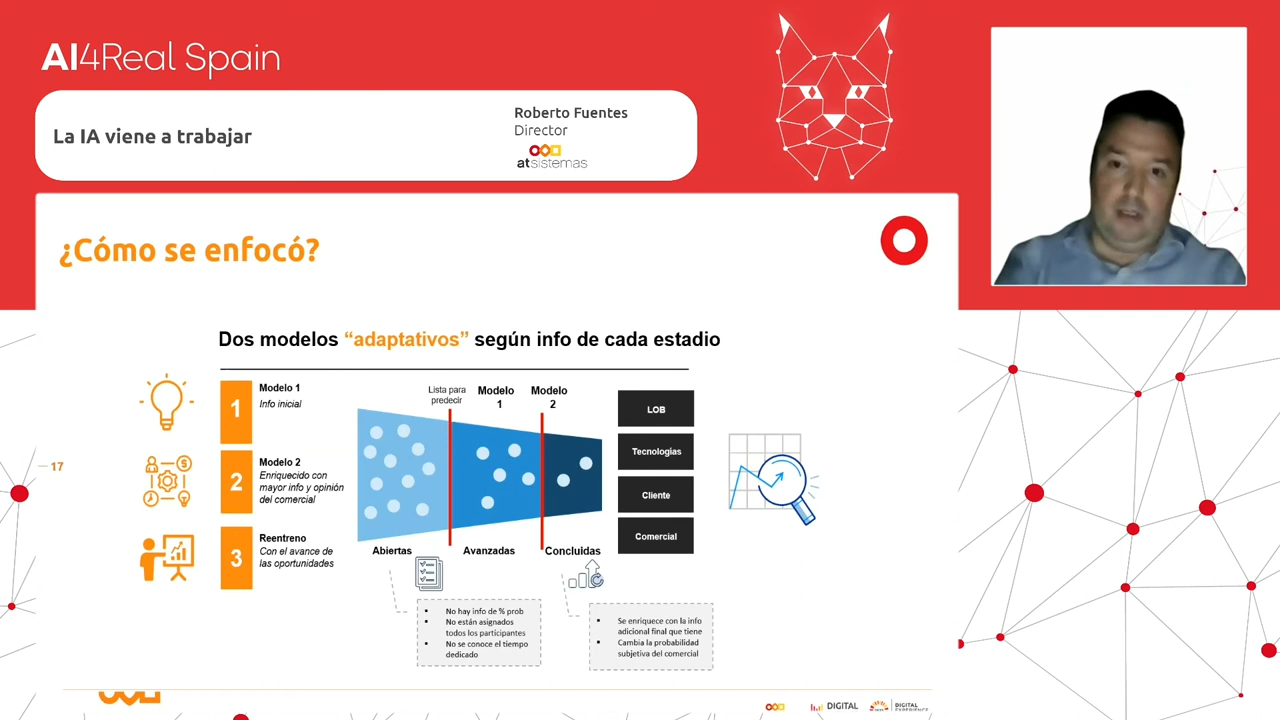 AI4Real Spain
La IA viene a trabajar
Roberto Fuentes
Director
atsistemas
¿Cómo se enfocó?
Dos modelos “adaptativos” según info de cada estadio
1
Modelo 1
Info inicial
2
Modelo 2
Enriquecido con
mayor info y opinión
del comercial
3
Reentreno
Con el avance de
las oportunidades
Lista para
predecir
Modelo
1
Modelo
2
Abiertas
Avanzadas
Concluidas
LOB
Tecnologías
Cliente
Comercial
▪ No hay info de % prob
▪ No están asignados
todos los participantes
▪ No se conoce el tiempo
dedicado
▪ Se enriquece con la info
adicional final que tiene
▪ Cambia la probabilidad
subjetiva del comercial
17
DIGITAL
DIGITAL
EXPERIENCE